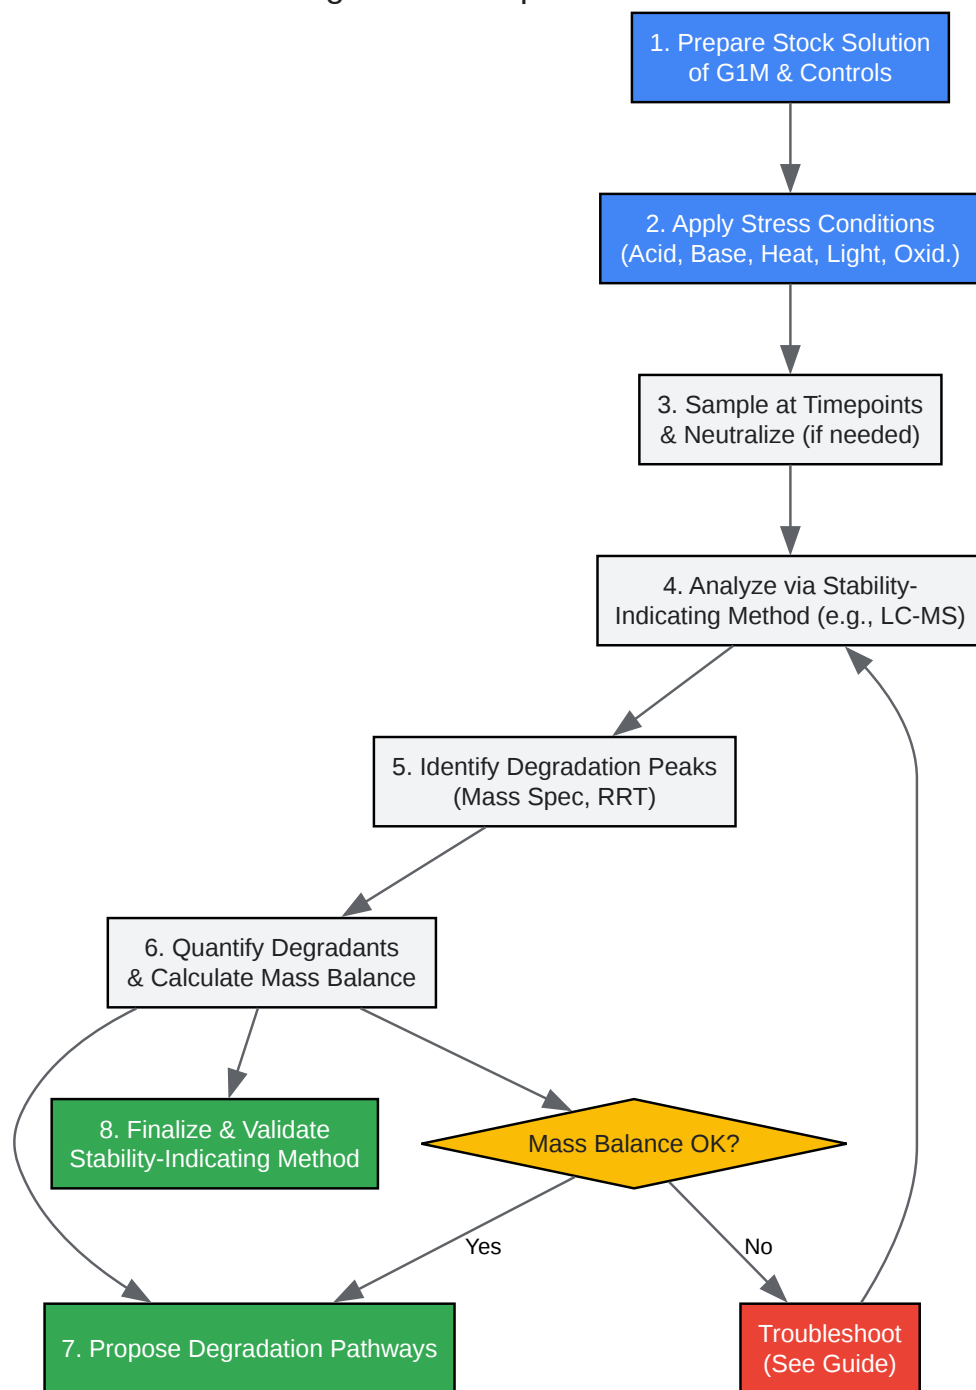 1. Prepare Stock Solution
of G1M & Controls
2. Apply Stress Conditions
(Acid, Base, Heat, Light, Oxid.)
3. Sample at Timepoints
& Neutralize (if needed)
4. Analyze via Stability-
Indicating Method (e.g., LC-MS)
5. Identify Degradation Peaks
(Mass Spec, RRT)
6. Quantify Degradants
& Calculate Mass Balance
8. Finalize & Validate
Stability-Indicating Method
Mass Balance OK?
Yes
No
7. Propose Degradation Pathways
Troubleshoot
(See Guide)